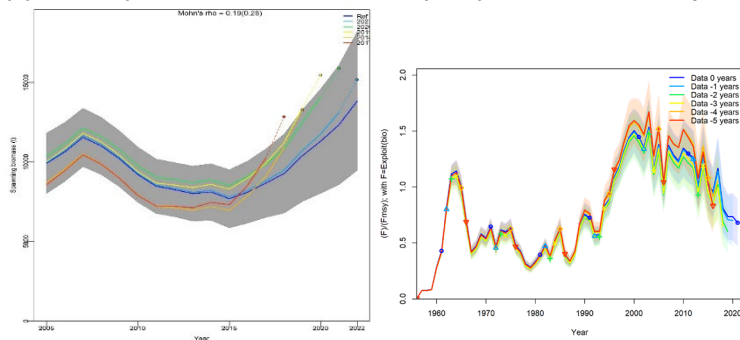 Mohn's rho = 0.19(0.28)
Ref
Spawning biomass (t)
15000
10000
5000
0
2005 2010 2015 2020 2022
Year
Data 0 years
Data -1 years
Data -2 years
Data -3 years
Data -4 years
Data -5 years
(F)/(Fmsy); with F=Exploit(bio)
2.0
1.5
1.0
0.5
0.0
1960 1970 1980 1990 2000 2010 2020
Year